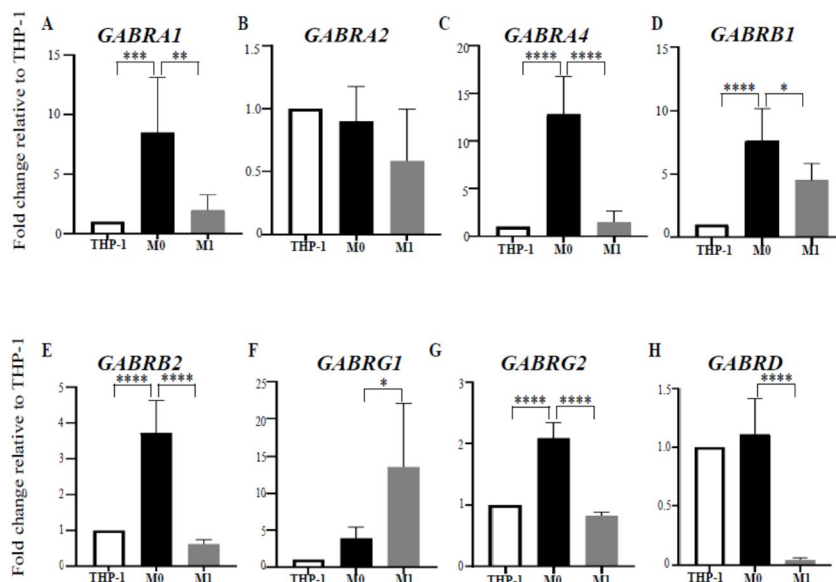 A GABRA1
B GABRA2
C GABRA4
D GABRB1
Fold change relative to THP-1
15
10
5
0
*** **
THP-1 M0 M1
1.5
1.0
0.5
0.0
THP-1 M0 M1
20
15
10
5
0
**** ****
THP-1 M0 M1
15
10
5
0
**** *
THP-1 M0 M1
E GABRB2
F GABRG1
G GABRG2
H GABRD
Fold change relative to THP-1
5
4
3
2
1
0
**** ****
THP-1 M0 M1
25
20
15
10
5
0
*
THP-1 M0 M1
3
2
1
0
**** ****
THP-1 M0 M1
1.5
1.0
0.5
0.0
****
THP-1 M0 M1